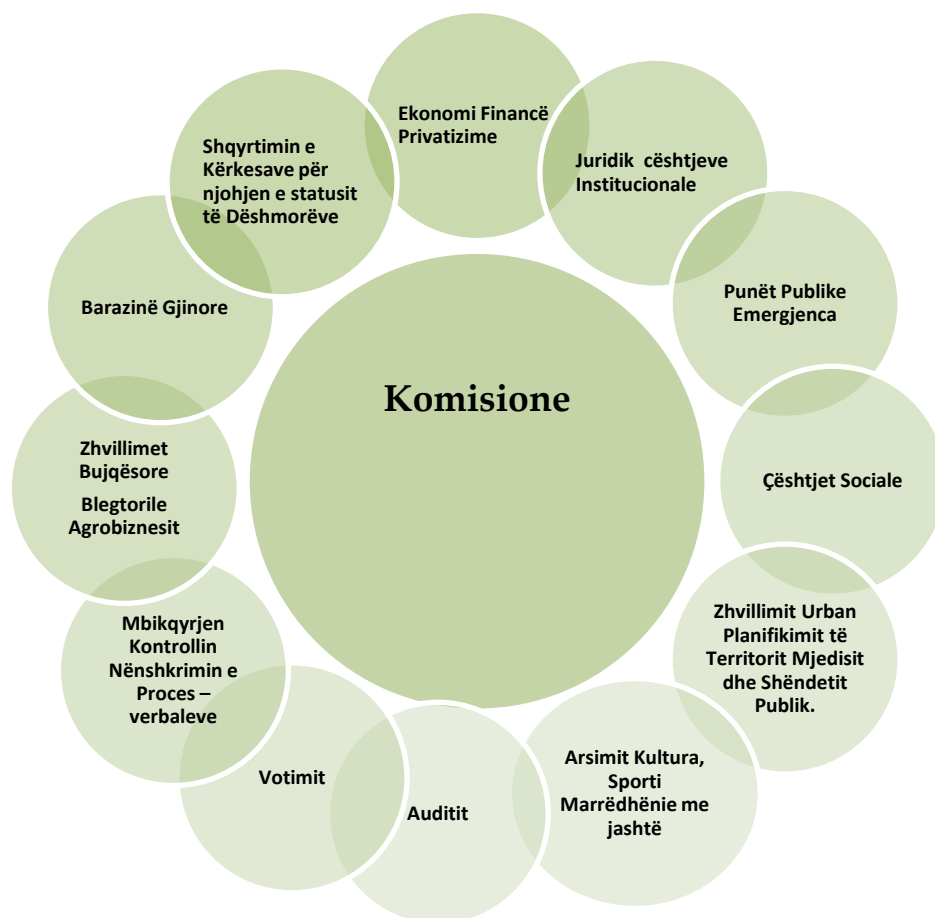 Ekonomi Financë
Privatizime
Juridik cështjeve
Institucionale
Punët Publike
Emergjenca
Çështjet Sociale
Zhvillimit Urban
Planifikimit të
Territorit Mjedisit
dhe Shëndetit
Publik.
Arsimit Kultura,
Sporti
Marrëdhënie me
jashtë
Auditit
Votimit
Mbikqyrjen
Kontrollin
Nënshkrimin e
Proces –
verbaleve
Zhvillimet
Bujqësore
Blegtorile
Agrobiznesit
Barazinë Gjinore
Shqyrtimin e
Kërkesave për
njohjen e statusit
të Dëshmorëve
Komisione